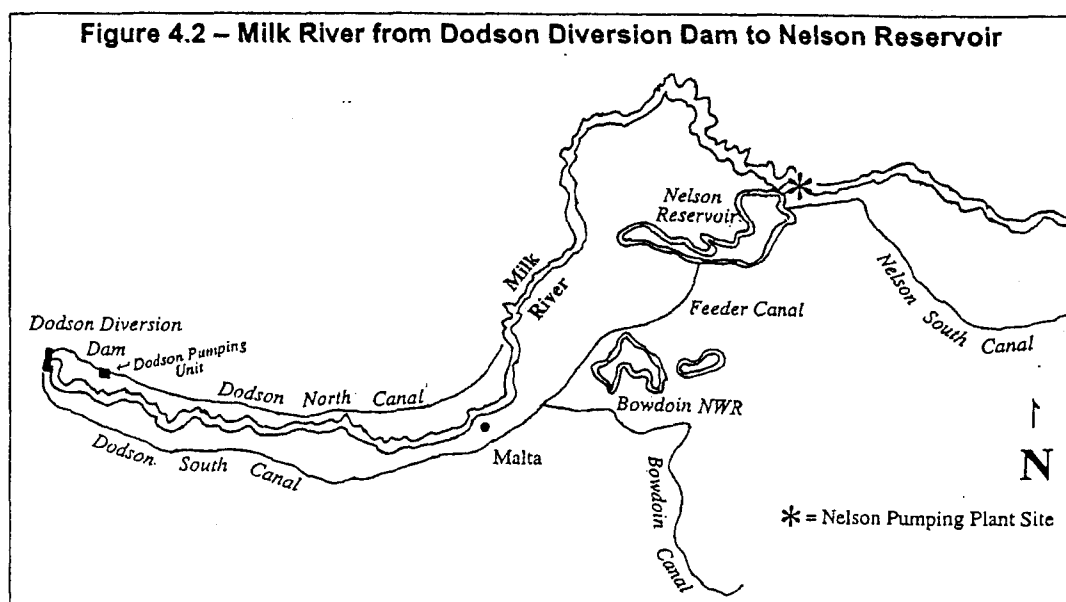 Figure 4.2 – Milk River from Dodson Diversion Dam to Nelson Reservoir
Nelson
Reservoir
Milk
River
Nelson South Canal
Feeder Canal
Dodson Diversion
Dam
←Dodson Pumping
Unit
Dodson North Canal
Bowdoin NWR
Dodson South Canal
Malta
Bowdoin Canal
N
* = Nelson Pumping Plant Site